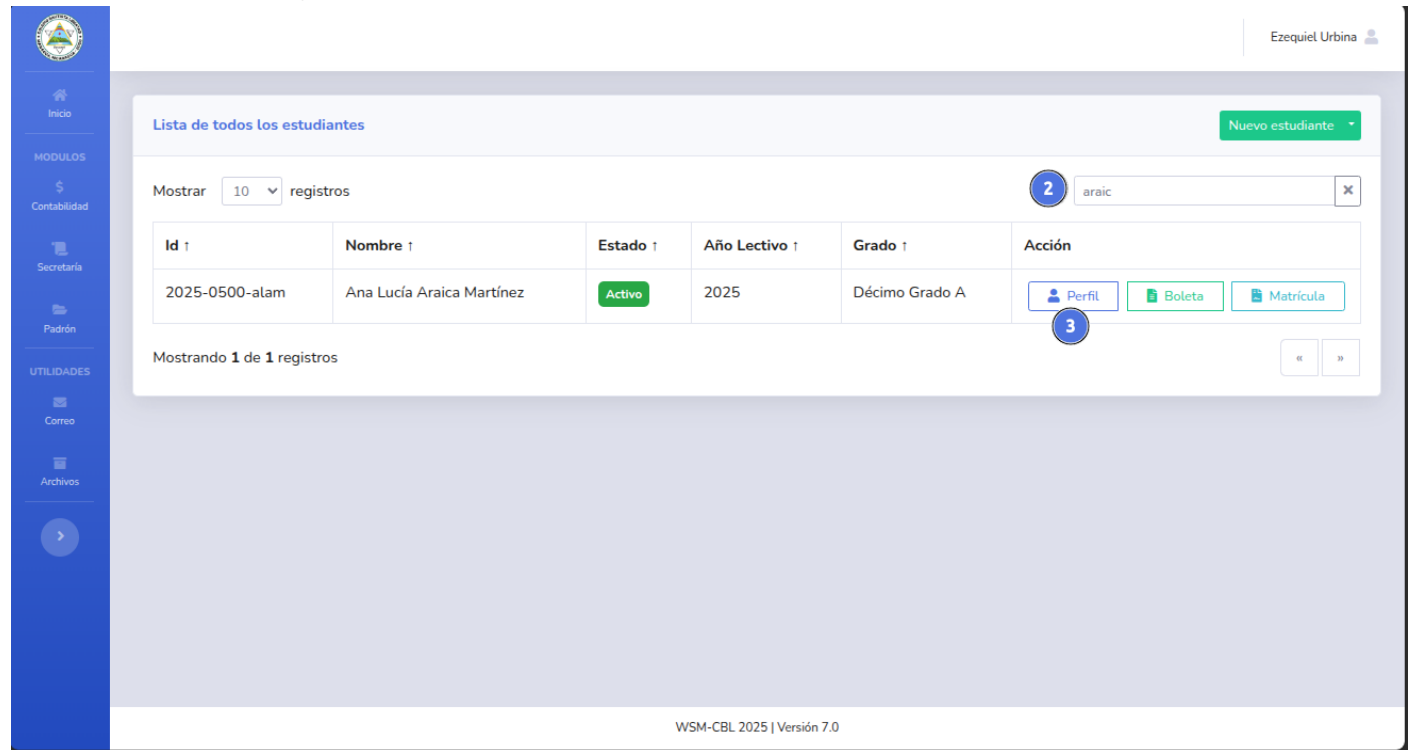 Ezequiel Urbina
Inicio
MODULOS
Contabilidad
Secretaría
Padrón
UTILIDADES
Correo
Archivos
Lista de todos los estudiantes
Nuevo estudiante
Mostrar 10 registros
2 araic ×
Id ↑ Nombre ↑ Estado ↑ Año Lectivo ↑ Grado ↑ Acción
2025-0500-alam Ana Lucía Araica Martínez Activo 2025 Décimo Grado A Perfil Boleta Matrícula
3
Mostrando 1 de 1 registros
« »
WSM-CBL 2025 | Versión 7.0